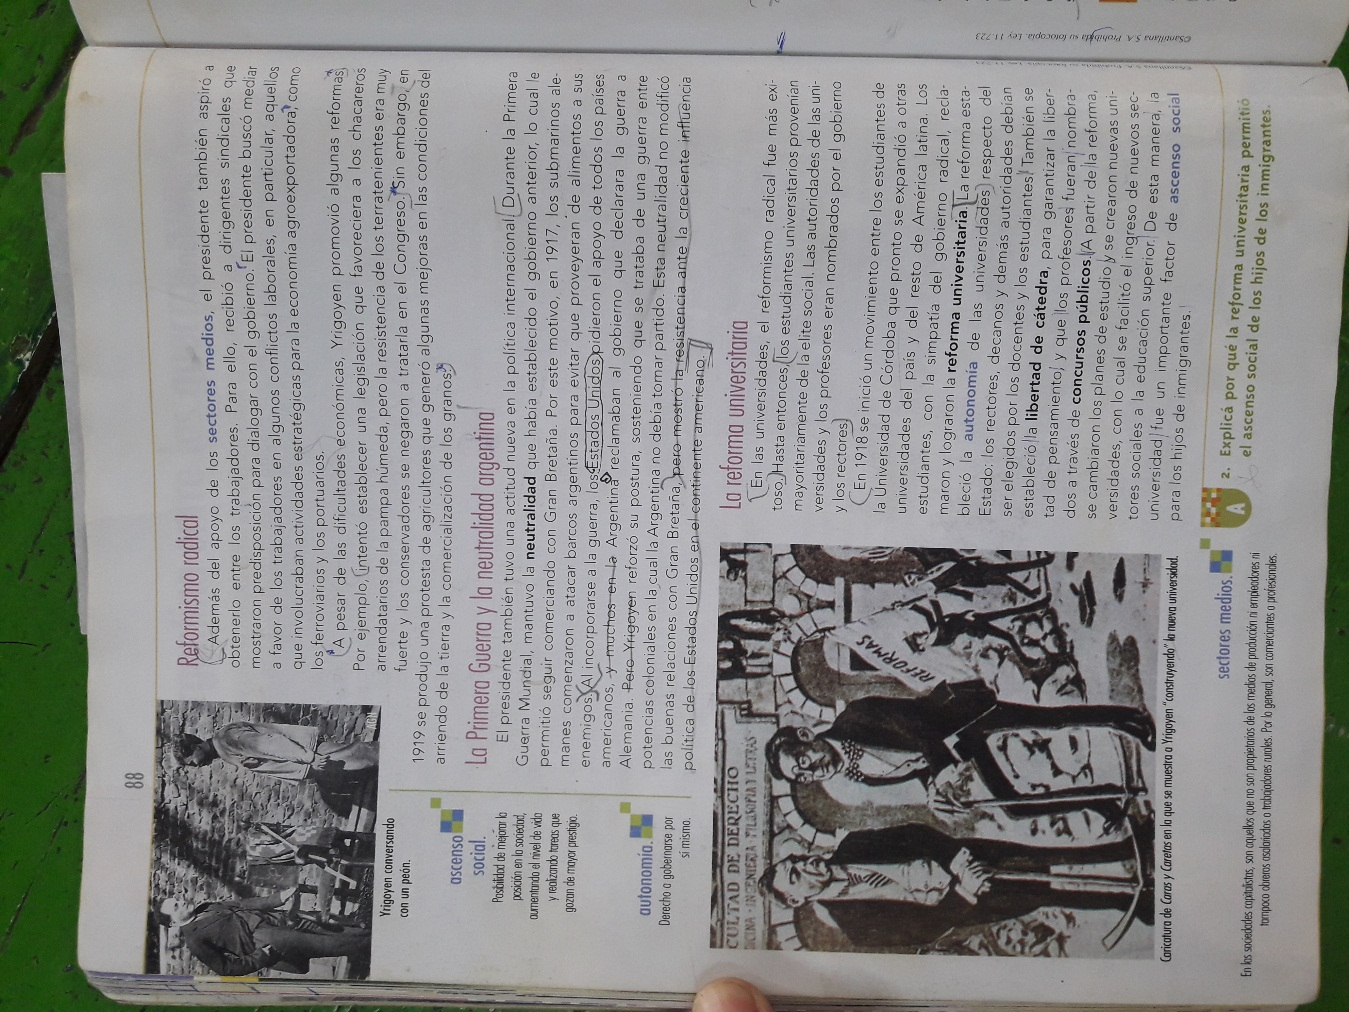 88
Reformismo radical
Además del apoyo de los sectores medios, el presidente también aspiró a
obtenerlo entre los trabajadores. Para ello, recibió a dirigentes sindicales que
mostraron predisposición para dialogar con el gobierno. El presidente buscó mediar
a favor de los trabajadores en algunos conflictos laborales, en particular, aquellos
que involucraban actividades estratégicas para la economía agroexportadora, como
los ferroviarios y los portuarios.
A pesar de las dificultades económicas, Yrigoyen promovió algunas reformas.
Por ejemplo, intentó establecer una legislación que favoreciera a los chacareros
arrendatarios de la pampa húmeda, pero la resistencia de los terratenientes era muy
fuerte y los conservadores se negaron a tratarla en el Congreso. Sin embargo, en
1919 se produjo una protesta de agricultores que generó algunas mejoras en las condiciones del
arriendo de la tierra y la comercialización de los granos.
Yrigoyen conversando
con un peón.
La Primera Guerra y la neutralidad argentina
El presidente también tuvo una actitud nueva en la política internacional. Durante la Primera
Guerra Mundial, mantuvo la neutralidad que había establecido el gobierno anterior, lo cual le
permitió seguir comerciando con Gran Bretaña. Por este motivo, en 1917, los submarinos ale-
manes comenzaron a atacar barcos argentinos para evitar que proveyeran de alimentos a sus
enemigos. Al incorporarse a la guerra, los Estados Unidos pidieron el apoyo de todos los países
americanos, y muchos en la Argentina reclamaban al gobierno que declarara la guerra a
Alemania. Pero Yrigoyen reforzó su postura, sosteniendo que se trataba de una guerra entre
potencias coloniales en la cual la Argentina no debía tomar partido. Esta neutralidad no modificó
las buenas relaciones con Gran Bretaña, pero mostró la resistencia ante la creciente influencia
política de los Estados Unidos en el continente americano.
ascenso
social.
Posibilidad de mejorar la
posición en la sociedad,
aumentando el nivel de vida
y realizando tareas que
gozan de mayor prestigio.
autonomía.
Derecho a gobernarse por
sí mismo.
La reforma universitaria
En las universidades, el reformismo radical fue más exi-
toso. Hasta entonces, los estudiantes universitarios provenían
mayoritariamente de la elite social. Las autoridades de las uni-
versidades y los profesores eran nombrados por el gobierno
y los rectores.
En 1918 se inició un movimiento entre los estudiantes de
la Universidad de Córdoba que pronto se expandió a otras
universidades del país y del resto de América latina. Los
estudiantes, con la simpatía del gobierno radical, recla-
maron y lograron la reforma universitaria. La reforma esta-
bleció la autonomía de las universidades respecto del
Estado: los rectores, decanos y demás autoridades debían
ser elegidos por los docentes y los estudiantes. También se
estableció la libertad de cátedra, para garantizar la liber-
tad de pensamiento, y que los profesores fueran nombra-
dos a través de concursos públicos. A partir de la reforma,
se cambiaron los planes de estudio y se crearon nuevas uni-
versidades, con lo cual se facilitó el ingreso de nuevos sec-
tores sociales a la educación superior. De esta manera, la
universidad fue un importante factor de ascenso social
para los hijos de inmigrantes.
CULTAD DE DERECHO
CINA · INGENIERIA · FILOSOFIA Y LETRAS ·
REFORMAS
Caricatura de Caras y Caretas en la que se muestra a Yrigoyen "construyendo" la nueva universidad.
A
2. Explicá por qué la reforma universitaria permitió
el ascenso social de los hijos de los inmigrantes.
sectores medios.
En las sociedades capitalistas, son aquellos que no son propietarios de los medios de producción ni empleadores ni
tampoco obreros asalariados o trabajadores rurales. Por lo general, son comerciantes o profesionales.
©Santillana S.A. Prohibida su fotocopia. Ley 11.723